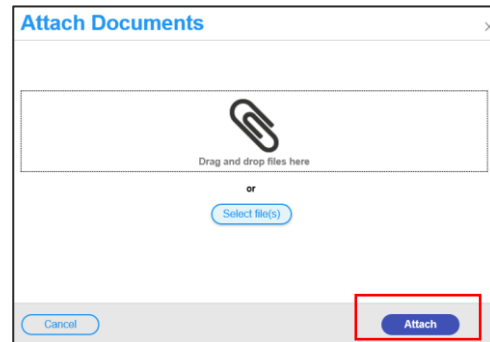 Attach Documents
Drag and drop files here
or
Select file(s)
Cancel
Attach